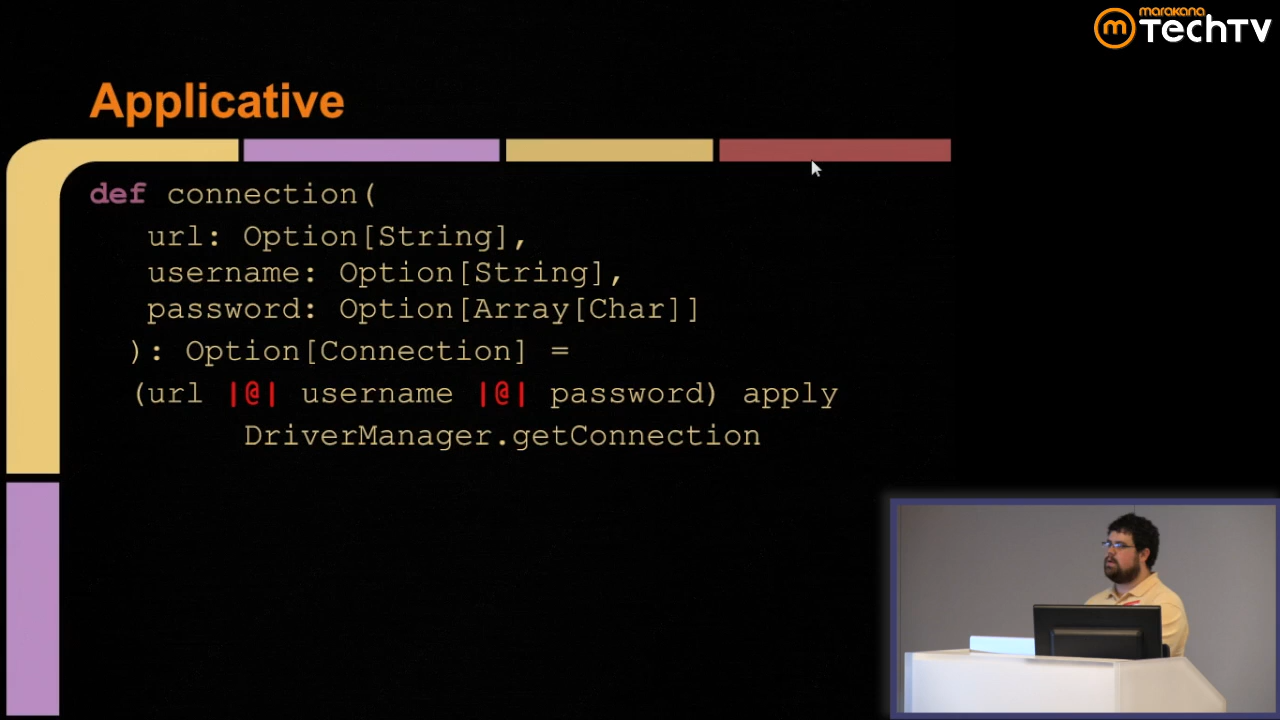 marakana
TechTV
Applicative
def connection(
url: Option[String],
username: Option[String],
password: Option[Array[Char]]
): Option[Connection] =
(url |@| username |@| password) apply
DriverManager.getConnection